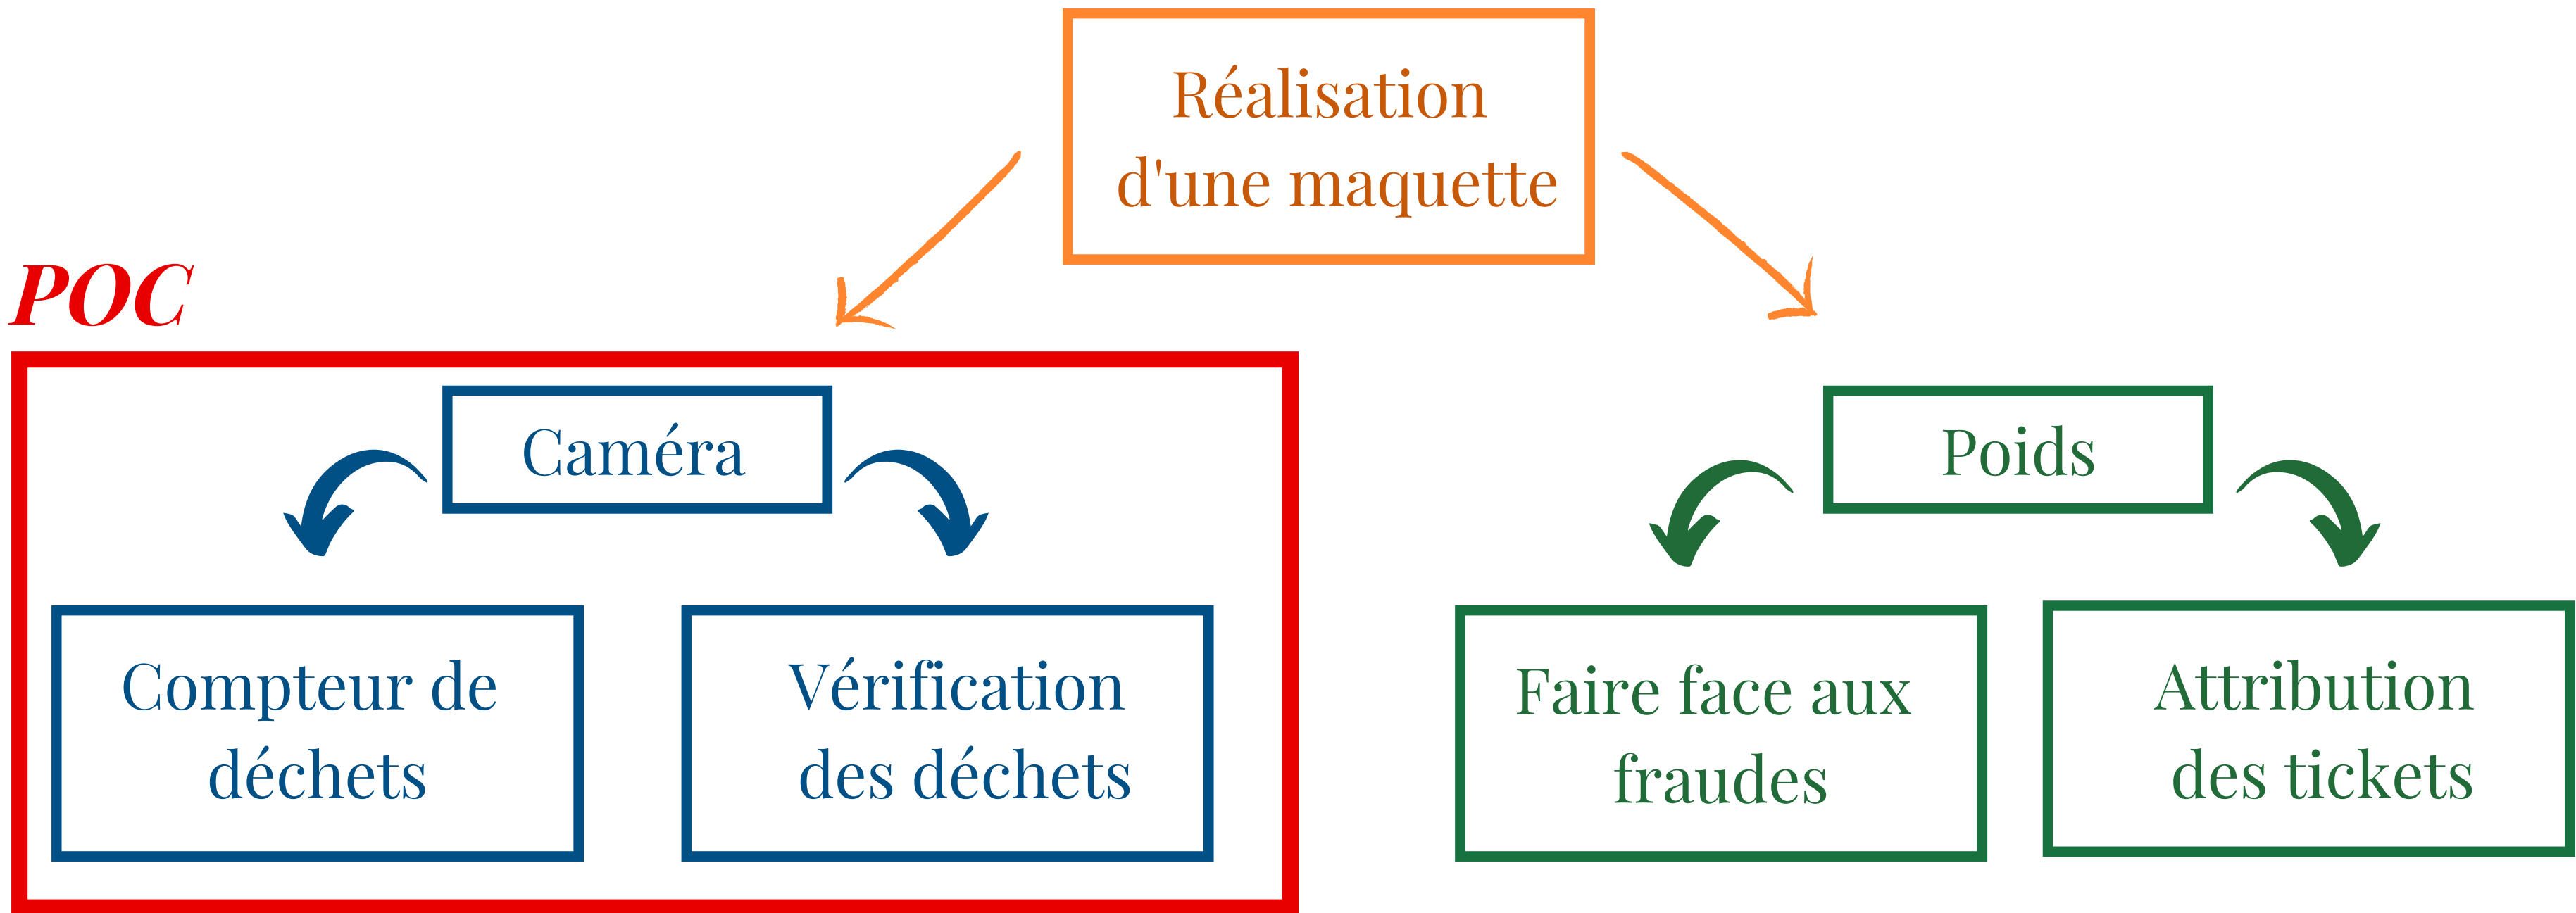 Réalisation
d'une maquette
POC
Caméra
Poids
Compteur de
déchets
Vérification
des déchets
Faire face aux
fraudes
Attribution
des tickets